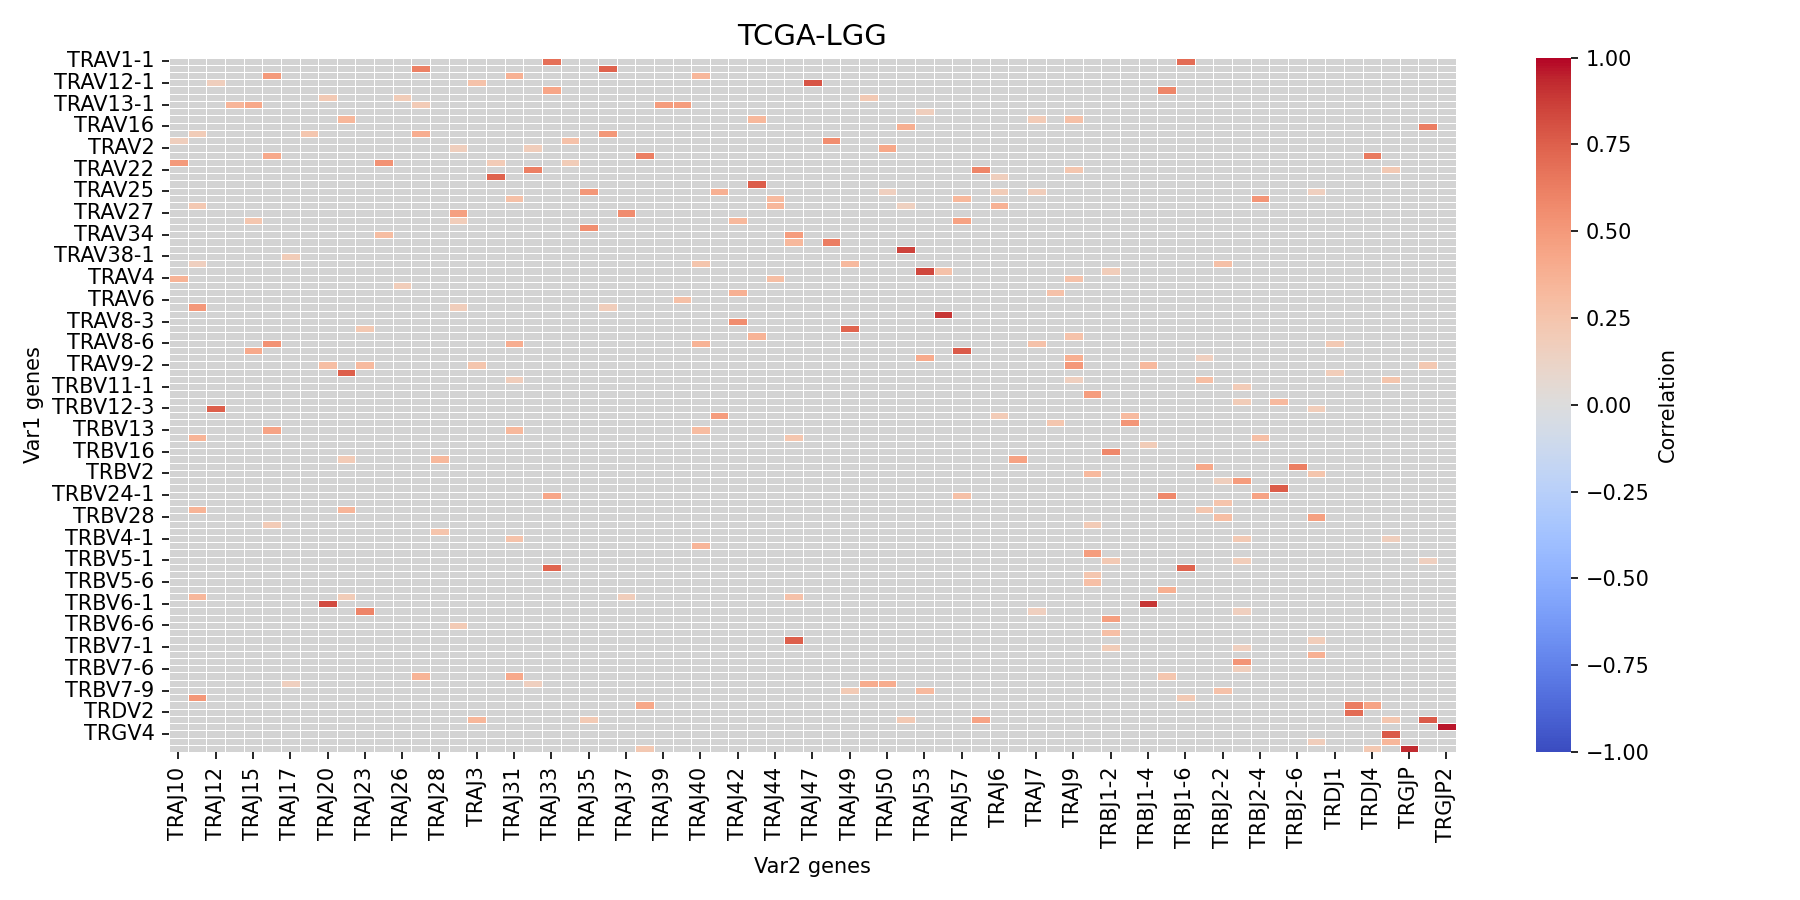 TCGA-LGG
TRAV1-1
TRAV12-1
TRAV13-1
TRAV16
TRAV2
TRAV22
TRAV25
TRAV27
TRAV34
TRAV38-1
TRAV4
TRAV6
TRAV8-3
TRAV8-6
TRAV9-2
TRBV11-1
TRBV12-3
TRBV13
TRBV16
TRBV2
TRBV24-1
TRBV28
TRBV4-1
TRBV5-1
TRBV5-6
TRBV6-1
TRBV6-6
TRBV7-1
TRBV7-6
TRBV7-9
TRDV2
TRGV4
Var1 genes
TRAJ10
TRAJ12
TRAJ15
TRAJ17
TRAJ20
TRAJ23
TRAJ26
TRAJ28
TRAJ3
TRAJ31
TRAJ33
TRAJ35
TRAJ37
TRAJ39
TRAJ40
TRAJ42
TRAJ44
TRAJ47
TRAJ49
TRAJ50
TRAJ53
TRAJ57
TRAJ6
TRAJ7
TRAJ9
TRBJ1-2
TRBJ1-4
TRBJ1-6
TRBJ2-2
TRBJ2-4
TRBJ2-6
TRDJ1
TRDJ4
TRGJP
TRGJP2
Var2 genes
1.00
0.75
0.50
0.25
0.00
−0.25
−0.50
−0.75
−1.00
Correlation